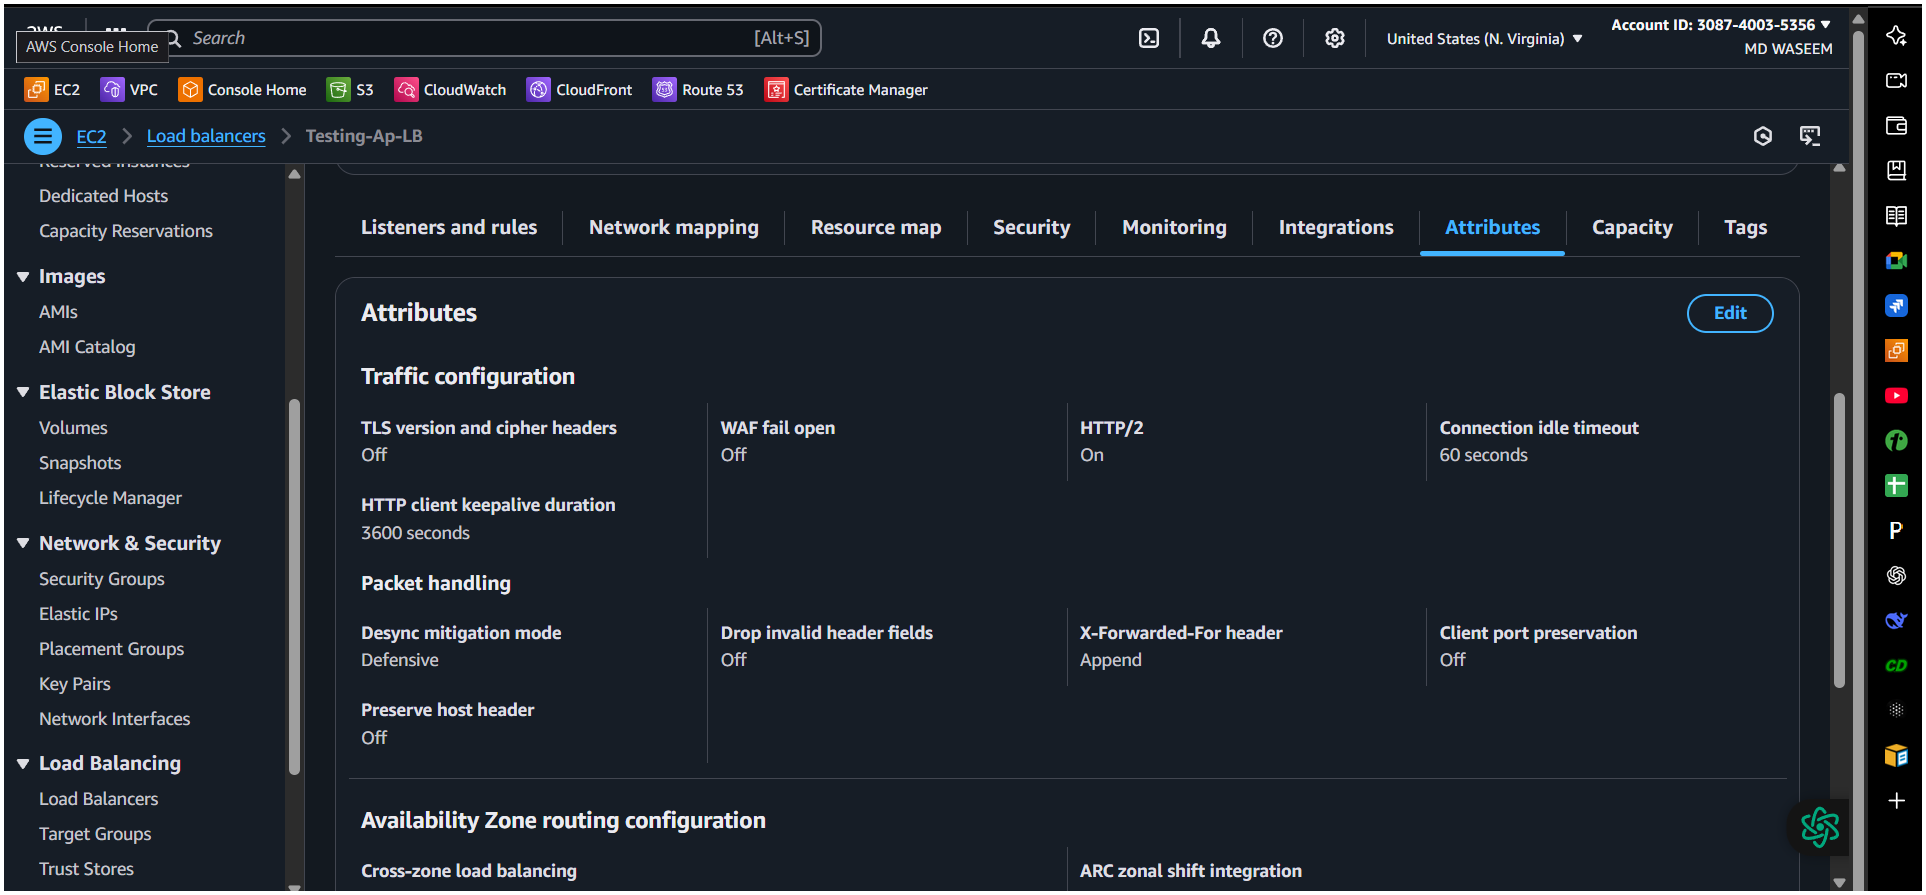 aws
AWS Console Home
Search
[Alt+S]
United States (N. Virginia)
Account ID: 3087-4003-5356
MD WASEEM
EC2
VPC
Console Home
S3
CloudWatch
CloudFront
Route 53
Certificate Manager
EC2
Load balancers
Testing-Ap-LB
Reserved Instances
Dedicated Hosts
Capacity Reservations
Images
AMIs
AMI Catalog
Elastic Block Store
Volumes
Snapshots
Lifecycle Manager
Network & Security
Security Groups
Elastic IPs
Placement Groups
Key Pairs
Network Interfaces
Load Balancing
Load Balancers
Target Groups
Trust Stores
Listeners and rules
Network mapping
Resource map
Security
Monitoring
Integrations
Attributes
Capacity
Tags
Attributes
Edit
Traffic configuration
TLS version and cipher headers
Off
WAF fail open
Off
HTTP/2
On
Connection idle timeout
60 seconds
HTTP client keepalive duration
3600 seconds
Packet handling
Desync mitigation mode
Defensive
Drop invalid header fields
Off
X-Forwarded-For header
Append
Client port preservation
Off
Preserve host header
Off
Availability Zone routing configuration
Cross-zone load balancing
ARC zonal shift integration
P
CD